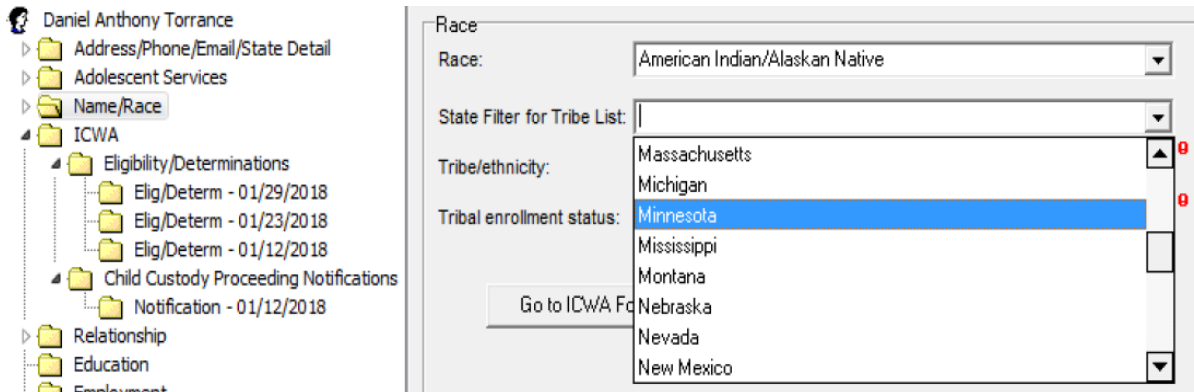 Daniel Anthony Torrance
Address/Phone/Email/State Detail
Adolescent Services
Name/Race
ICWA
Eligibility/Determinations
Elig/Determ - 01/29/2018
Elig/Determ - 01/23/2018
Elig/Determ - 01/12/2018
Child Custody Proceeding Notifications
Notification - 01/12/2018
Relationship
Education
Employment
Race
Race: American Indian/Alaskan Native
State Filter for Tribe List:
Tribe/ethnicity:
Tribal enrollment status:
Go to ICWA Fo
Massachusetts
Michigan
Minnesota
Mississippi
Montana
Nebraska
Nevada
New Mexico